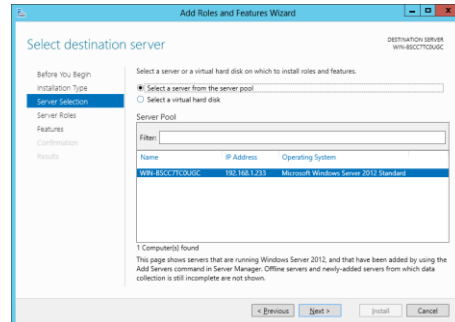 Add Roles and Features Wizard
Select destination server
DESTINATION SERVER
WIN-BSCC7TC0UGC
Before You Begin
Installation Type
Server Selection
Server Roles
Features
Confirmation
Results
Select a server or a virtual hard disk on which to install roles and features.
Select a server from the server pool
Select a virtual hard disk
Server Pool
Filter:
Name IP Address Operating System
WIN-BSCC7TC0UGC 192.168.1.233 Microsoft Windows Server 2012 Standard
1 Computer(s) found
This page shows servers that are running Windows Server 2012, and that have been added by using the
Add Servers command in Server Manager. Offline servers and newly-added servers from which data
collection is still incomplete are not shown.
< Previous Next > Install Cancel